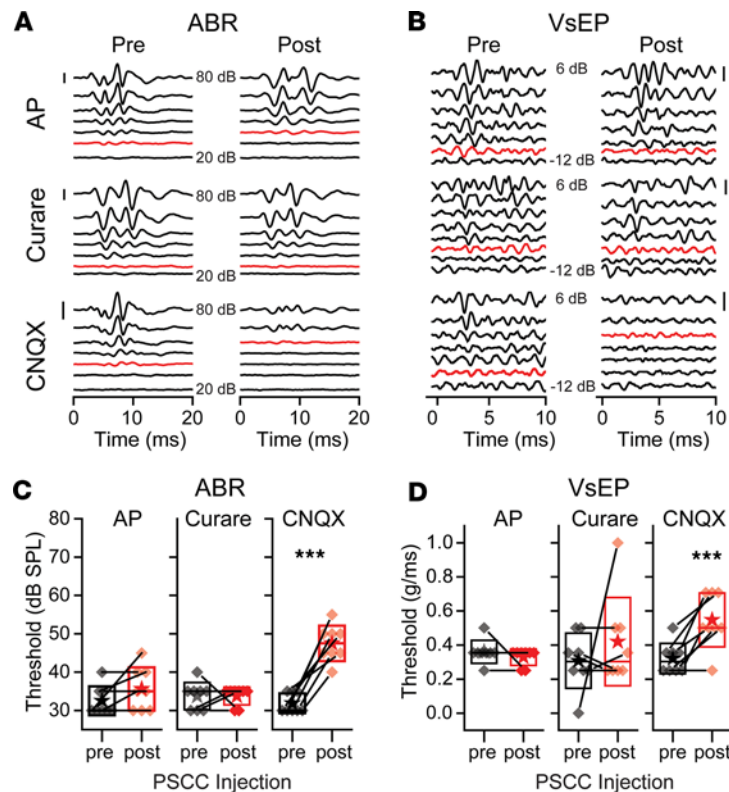 A ABR B VsEP
Pre Post Pre Post
80 dB 6 dB
AP
20 dB -12 dB
80 dB 6 dB
Curare
20 dB -12 dB
80 dB 6 dB
CNQX
20 dB -12 dB
0 10 20 0 10 20 0 5 10 0 5 10
Time (ms) Time (ms) Time (ms) Time (ms)
C ABR D VsEP
AP Curare CNQX AP Curare CNQX
*** ***
Threshold (dB SPL)
80
70
60
50
40
30
Threshold (g/ms)
1.0
0.8
0.6
0.4
0.2
0.0
pre post pre post pre post pre post pre post pre post
PSCC Injection PSCC Injection